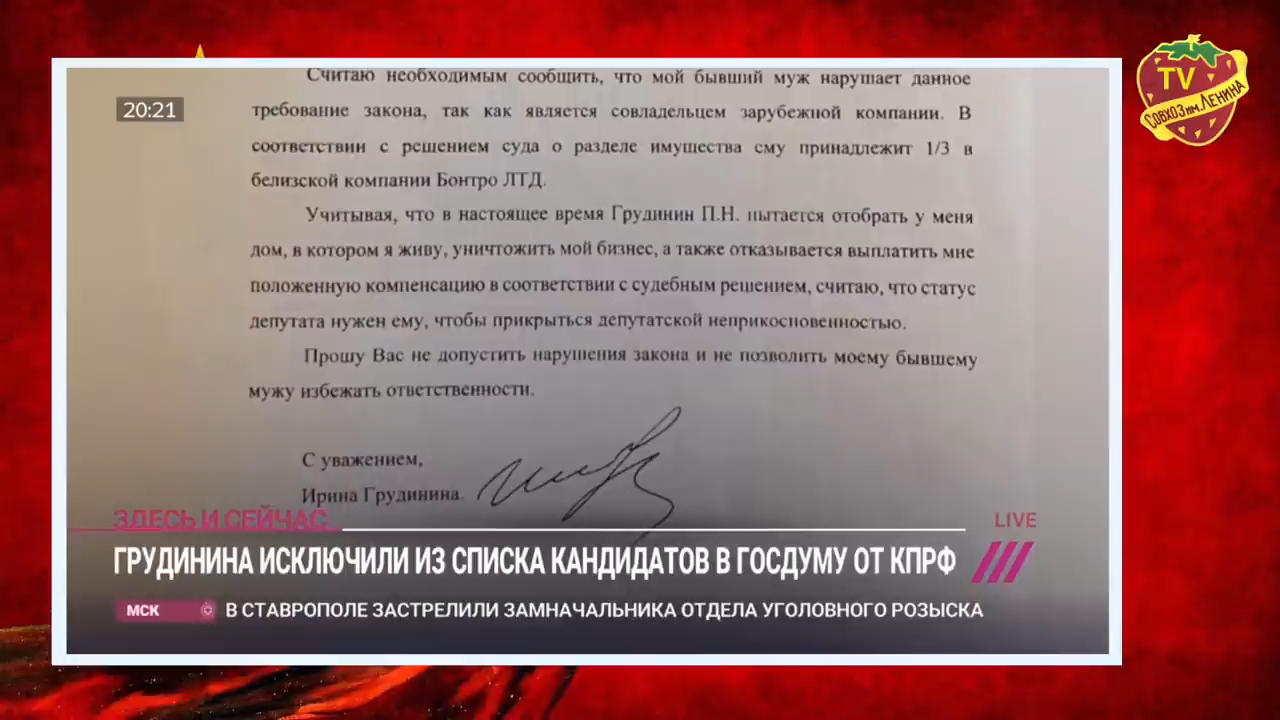 Считаю необходимым сообщить, что мой бывший муж нарушает данное
требование закона, так как является совладельцем зарубежной компании. В
соответствии с решением суда о разделе имущества ему принадлежит 1/3 в
белизской компании Бонтро ЛТД.
Учитывая, что в настоящее время Грудинин П.Н. пытается отобрать у меня
дом, в котором я живу, уничтожить мой бизнес, а также отказывается выплатить мне
положенную компенсацию в соответствии с судебным решением, считаю, что статус
депутата нужен ему, чтобы прикрыться депутатской неприкосновенностью.
Прошу Вас не допустить нарушения закона и не позволить моему бывшему
мужу избежать ответственности.
С уважением,
Ирина Грудинина.
20:21
TV
СОВХОЗ ИМ. ЛЕНИНА
ЗДЕСЬ И СЕЙЧАС
LIVE
ГРУДИНИНА ИСКЛЮЧИЛИ ИЗ СПИСКА КАНДИДАТОВ В ГОСДУМУ ОТ КПРФ
МСК
В СТАВРОПОЛЕ ЗАСТРЕЛИЛИ ЗАМНАЧАЛЬНИКА ОТДЕЛА УГОЛОВНОГО РОЗЫСКА